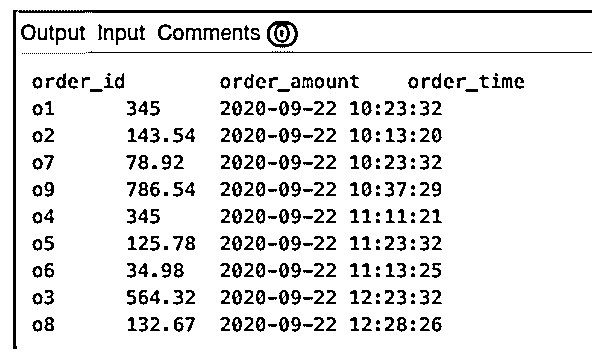 Output Input Comments 0
order_id order_amount order_time
o1 345 2020-09-22 10:23:32
o2 143.54 2020-09-22 10:13:20
o7 78.92 2020-09-22 10:23:32
o9 786.54 2020-09-22 10:37:29
o4 345 2020-09-22 11:11:21
o5 125.78 2020-09-22 11:23:32
o6 34.98 2020-09-22 11:13:25
o3 564.32 2020-09-22 12:23:32
o8 132.67 2020-09-22 12:28:26